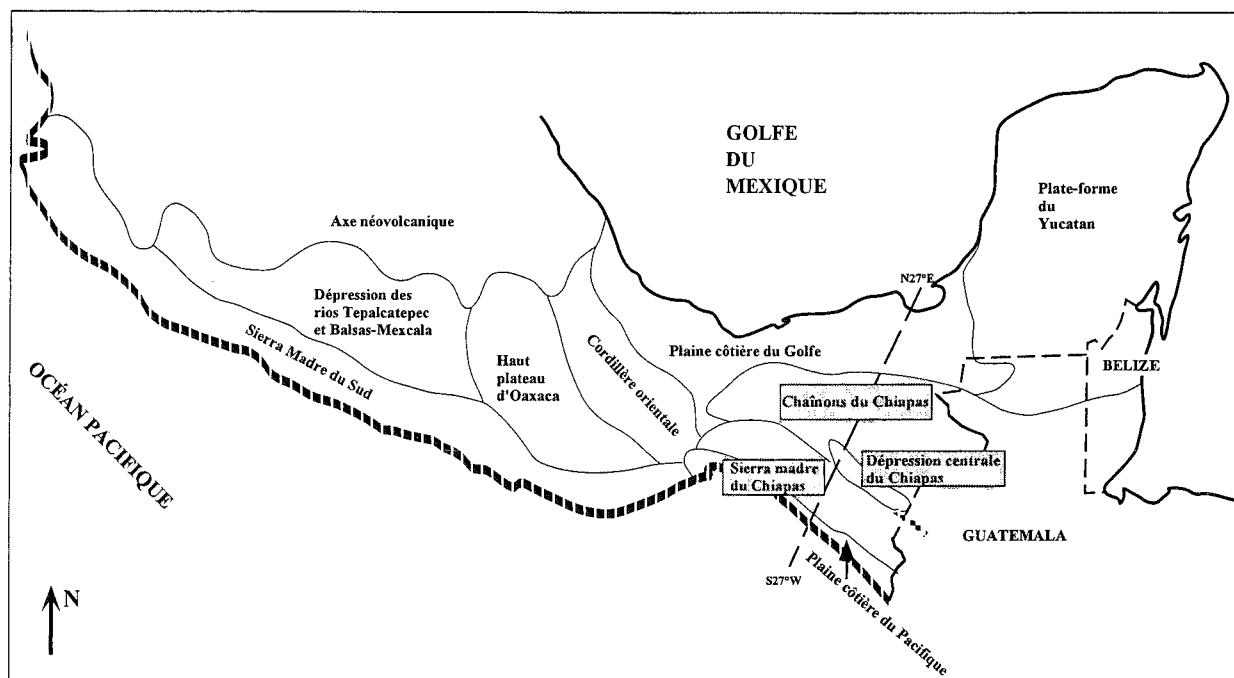 GOLFE
DU
MEXIQUE
Plate-forme
du
Yucatan
Axe néovolcanique
N27°E
Dépression des
rios Tepalcatepec
et Balsas-Mexcala
Sierra Madre du Sud
Haut
plateau
d'Oaxaca
Cordillère orientale
Plaine côtière du Golfe
BELIZE
Chaînons du Chiapas
OCÉAN PACIFIQUE
Sierra madre
du Chiapas
Dépression centrale
du Chiapas
GUATEMALA
S27°W
Plaine côtière du Pacifique
N